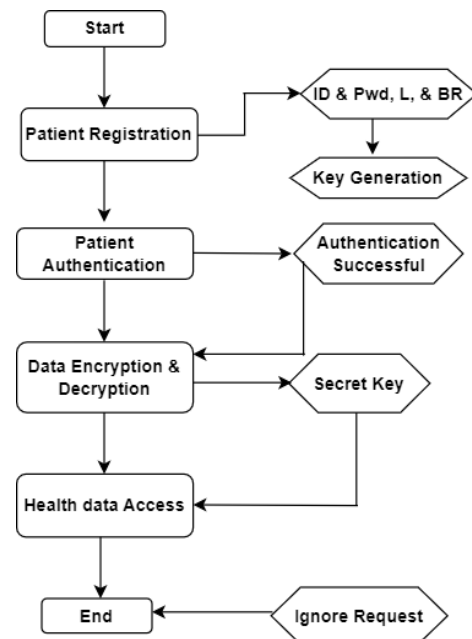 Start
ID & Pwd, L, & BR
Patient Registration
Key Generation
Patient
Authentication
Authentication
Successful
Data Encryption &
Decryption
Secret Key
Health data Access
End
Ignore Request